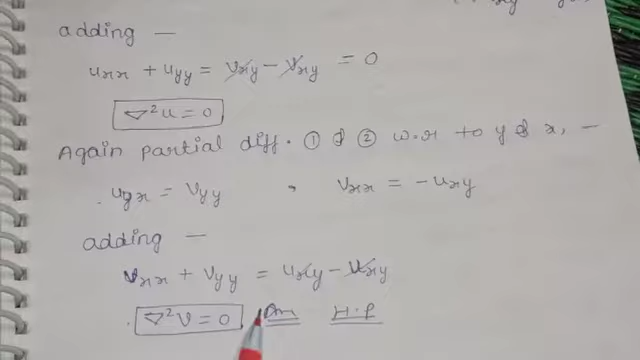 adding —
uxx + uyy = vxy - vxy = 0
∇²u = 0
Again partial diff. ① & ② w.r to y & x, —
uyx = vyy , vxx = -uxy
adding —
vxx + vyy = uxy - uxy
∇²v = 0 Ans H.P